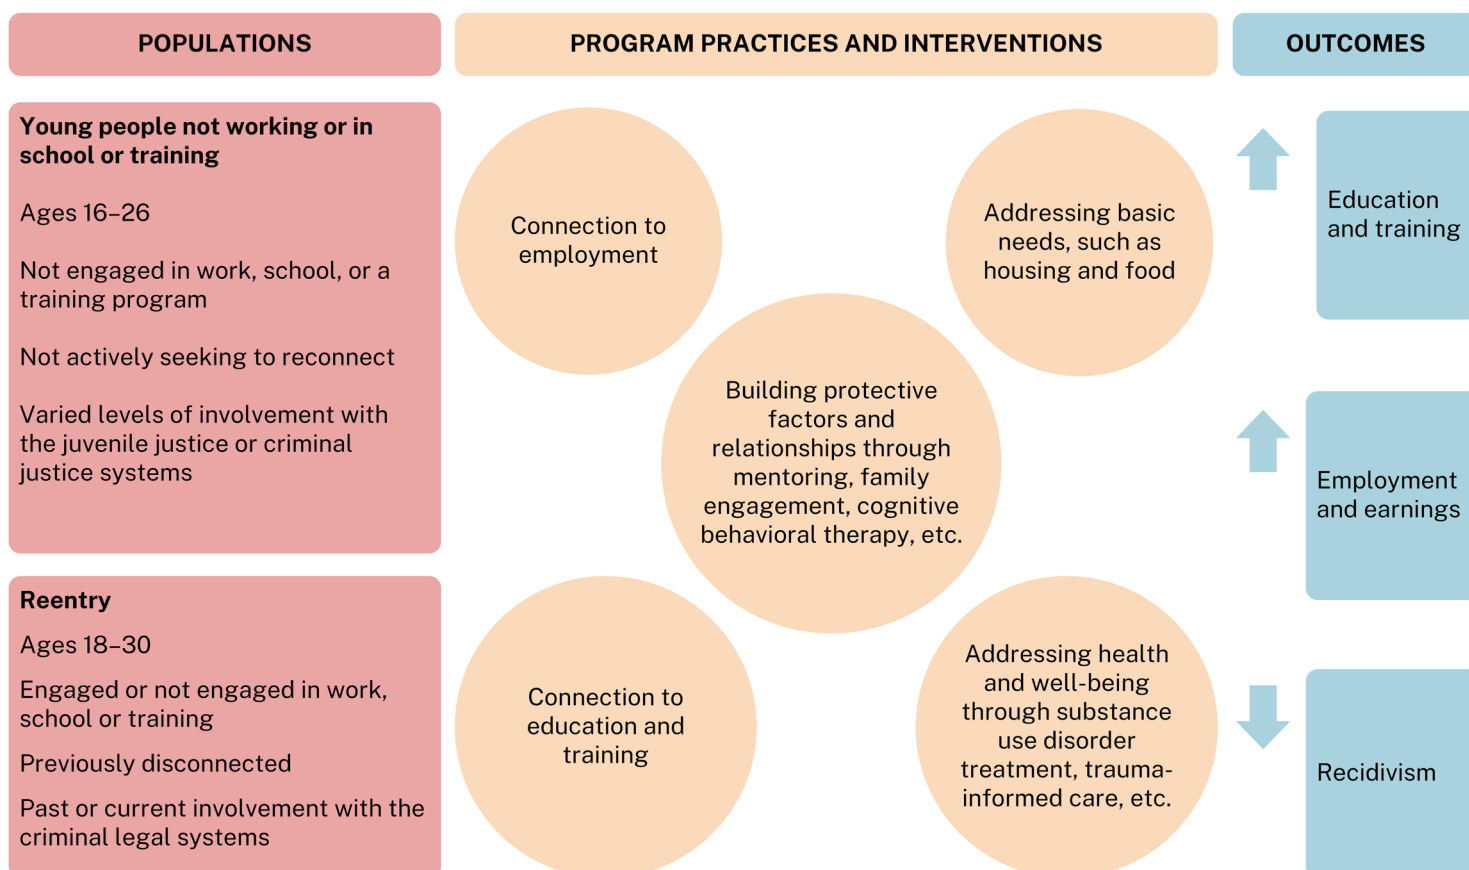 POPULATIONS
PROGRAM PRACTICES AND INTERVENTIONS
OUTCOMES
Young people not working or in
school or training
Ages 16–26
Not engaged in work, school, or a
training program
Not actively seeking to reconnect
Varied levels of involvement with
the juvenile justice or criminal
justice systems
Reentry
Ages 18–30
Engaged or not engaged in work,
school or training
Previously disconnected
Past or current involvement with the
criminal legal systems
Connection to
employment
Addressing basic
needs, such as
housing and food
Building protective
factors and
relationships through
mentoring, family
engagement, cognitive
behavioral therapy, etc.
Connection to
education and
training
Addressing health
and well-being
through substance
use disorder
treatment, trauma-
informed care, etc.
Education
and training
Employment
and earnings
Recidivism